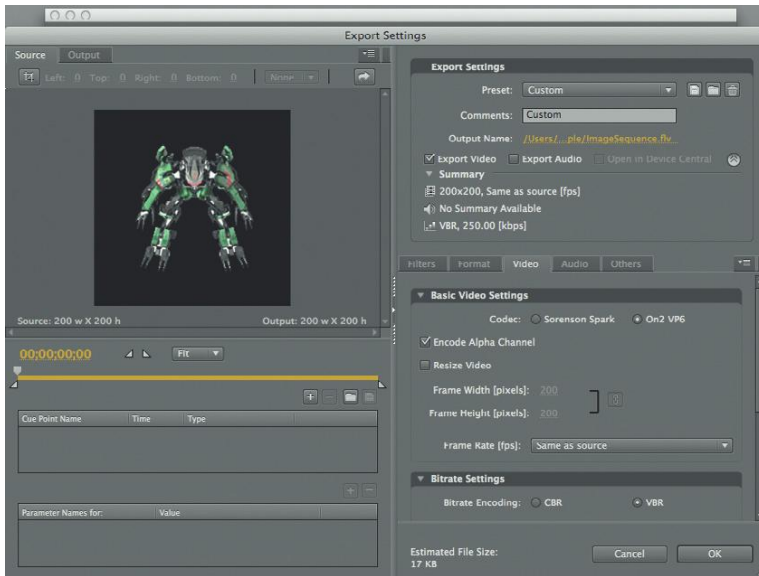 Export Settings
Source Output
Left: 0 Top: 0 Right: 0 Bottom: 0 None
Source: 200 w X 200 h Output: 200 w X 200 h
00;00;00;00 Fit
Cue Point Name Time Type
Parameter Names for: Value
Export Settings
Preset: Custom
Comments: Custom
Output Name: /Users/...ple/ImageSequence.flv
Export Video Export Audio Open in Device Central
Summary
200x200, Same as source [fps]
No Summary Available
VBR, 250.00 [kbps]
Filters Format Video Audio Others
Basic Video Settings
Codec: Sorenson Spark On2 VP6
Encode Alpha Channel
Resize Video
Frame Width [pixels]: 200
Frame Height [pixels]: 200
Frame Rate [fps]: Same as source
Bitrate Settings
Bitrate Encoding: CBR VBR
Estimated File Size:
17 KB
Cancel OK